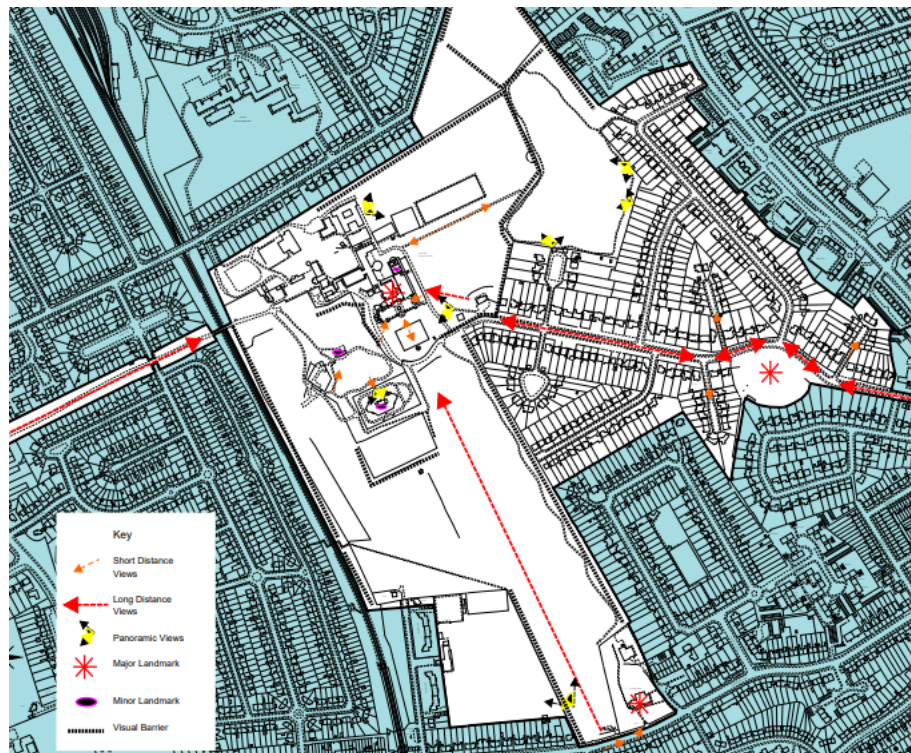 Key
Short Distance
Views
Long Distance
Views
Panoramic Views
Major Landmark
Minor Landmark
Visual Barrier